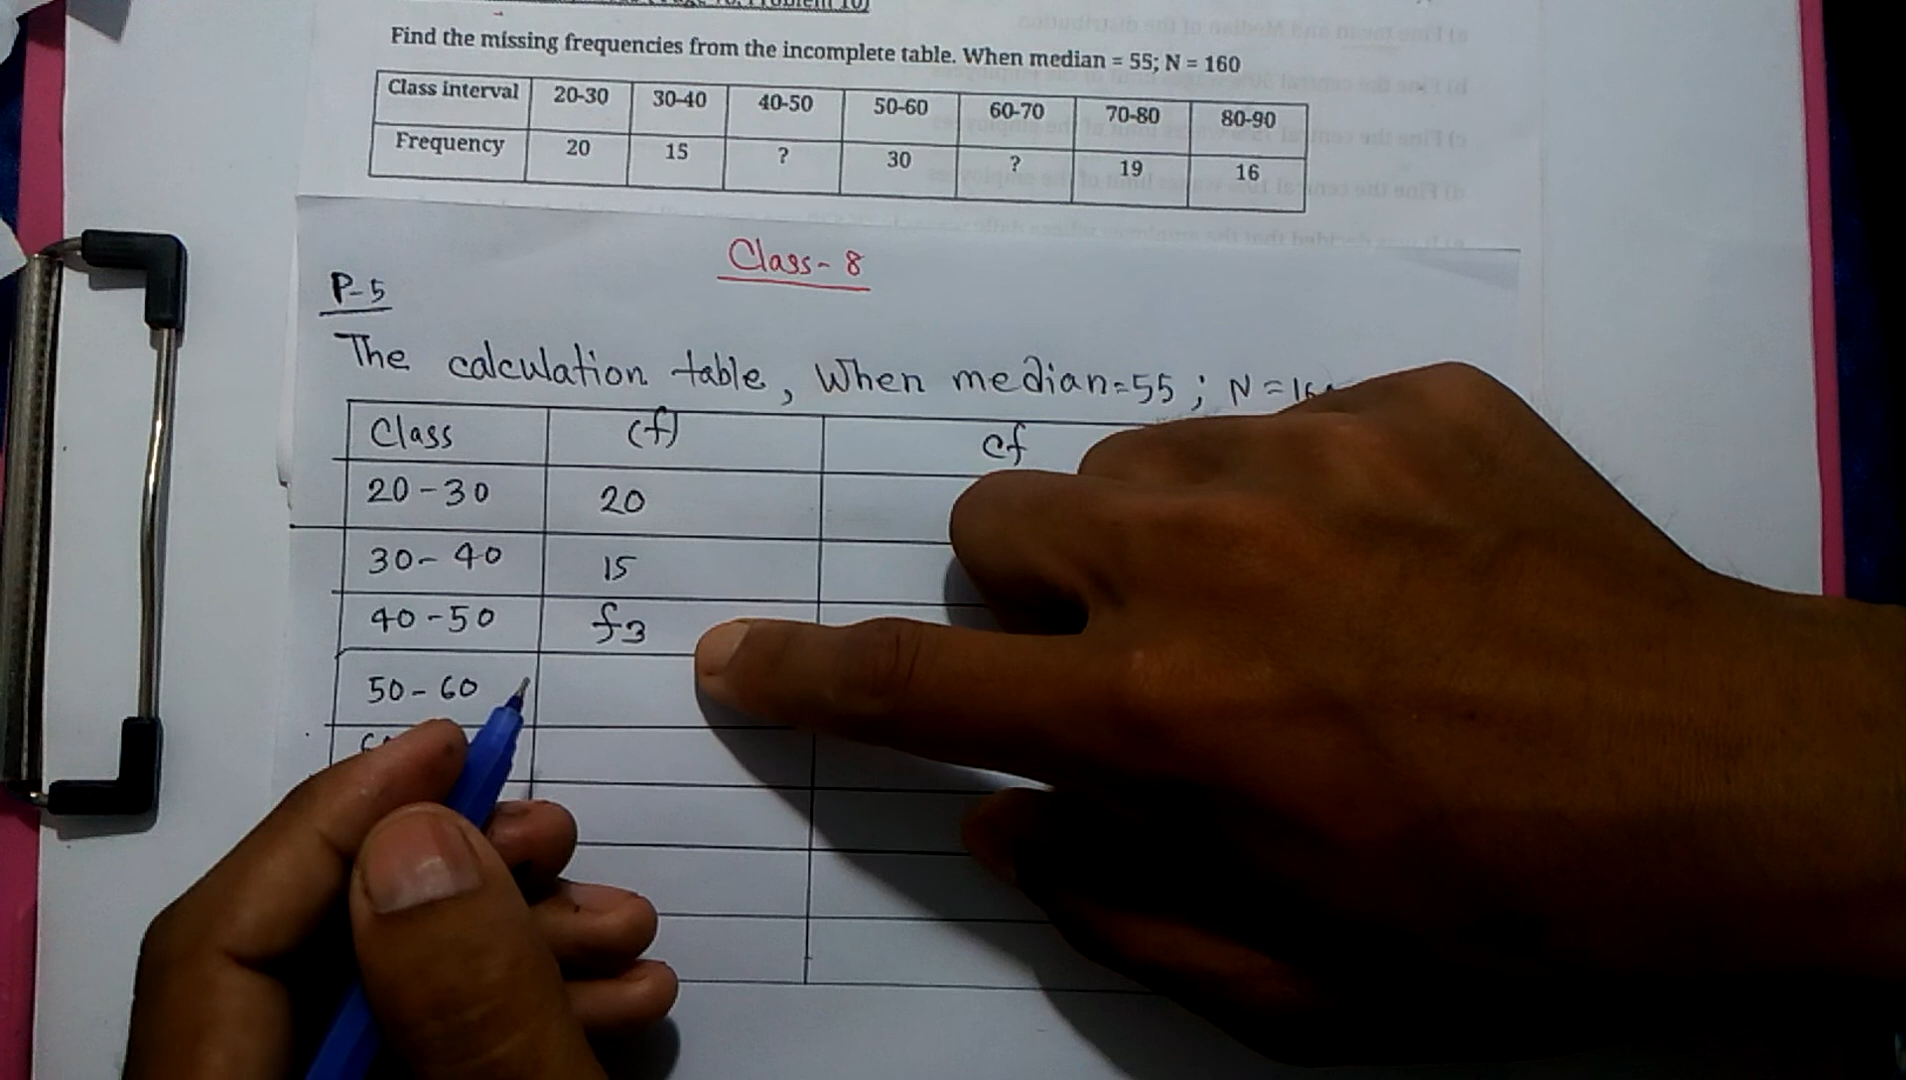 Find the missing frequencies from the incomplete table. When median = 55; N = 160
Class interval 20-30 30-40 40-50 50-60 60-70 70-80 80-90
Frequency 20 15 ? 30 ? 19 16
Class- 8
P-5
The calculation table, When median=55; N =
Class (f) cf
20-30 20
30-40 15
40-50 f3
50-60